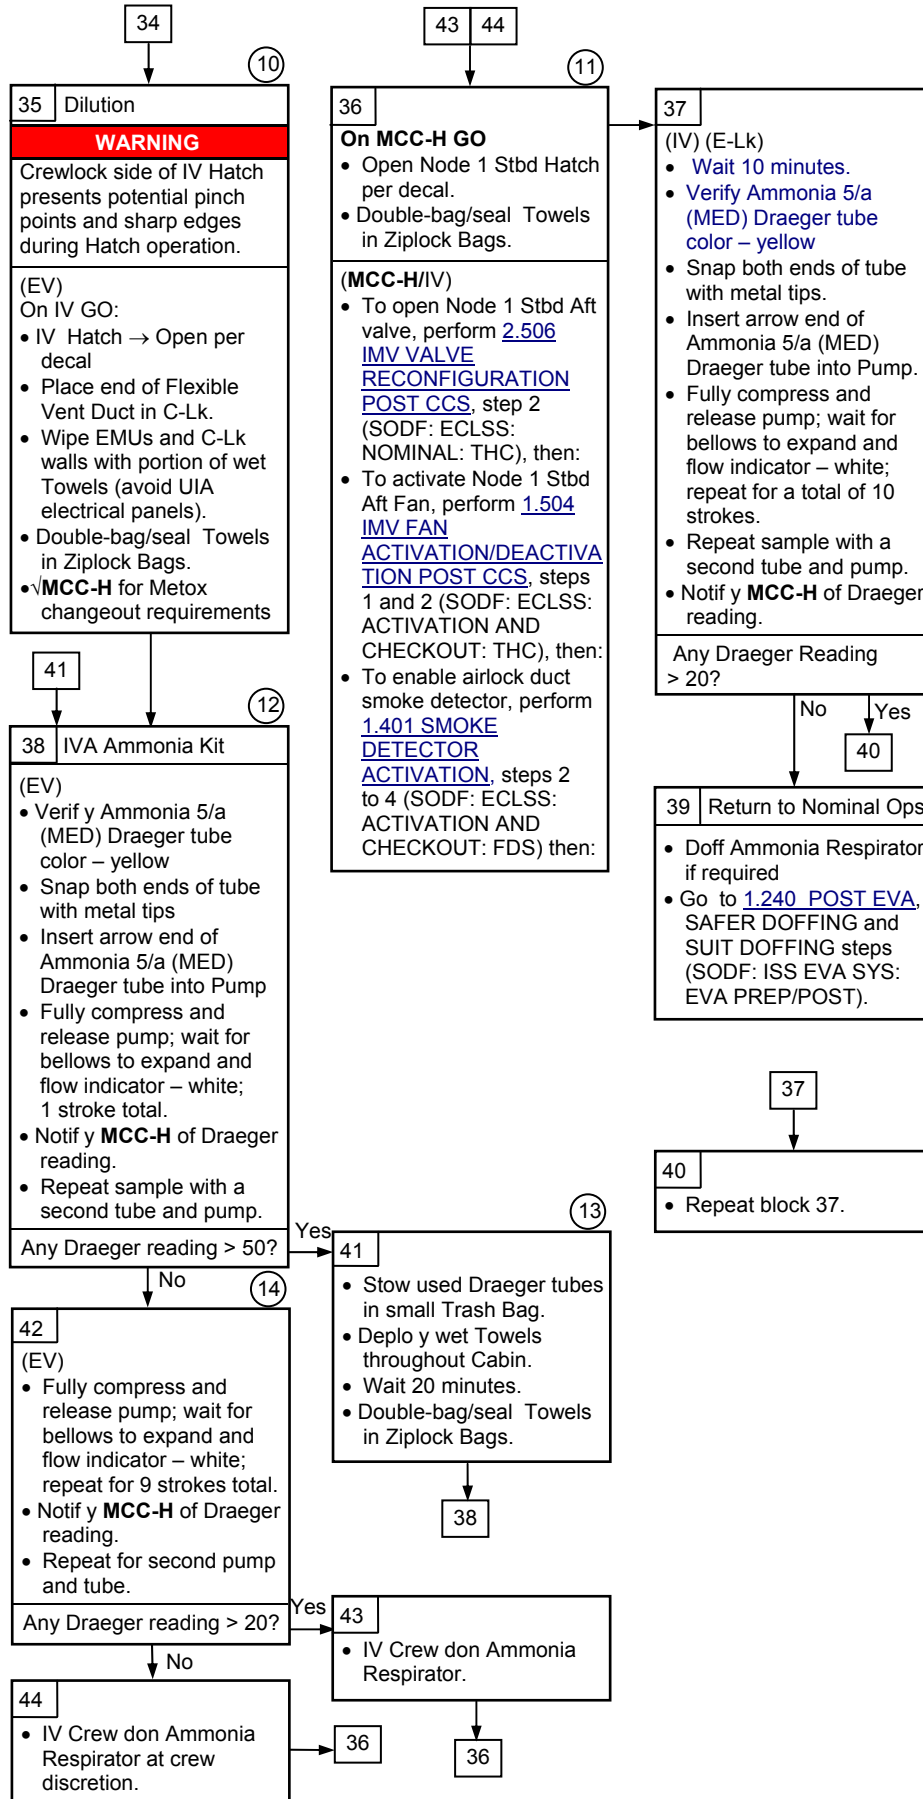 34
10
35 Dilution
WARNING
Crewlock side of IV Hatch
presents potential pinch
points and sharp edges
during Hatch operation.
(EV)
On IV GO:
• IV Hatch → Open per
decal
• Place end of Flexible
Vent Duct in C-Lk.
• Wipe EMUs and C-Lk
walls with portion of wet
Towels (avoid UIA
electrical panels).
• Double-bag/seal Towels
in Ziplock Bags.
•√MCC-H for Metox
changeout requirements
41
12
38 IVA Ammonia Kit
(EV)
• Verif y Ammonia 5/a
(MED) Draeger tube
color – yellow
• Snap both ends of tube
with metal tips
• Insert arrow end of
Ammonia 5/a (MED)
Draeger tube into Pump
• Fully compress and
release pump; wait for
bellows to expand and
flow indicator – white;
1 stroke total.
• Notif y MCC-H of Draeger
reading.
• Repeat sample with a
second tube and pump.
Any Draeger reading > 50?
Yes
No
14
42
(EV)
• Fully compress and
release pump; wait for
bellows to expand and
flow indicator – white;
repeat for 9 strokes total.
• Notif y MCC-H of Draeger
reading.
• Repeat for second pump
and tube.
Any Draeger reading > 20?
Yes
No
44
• IV Crew don Ammonia
Respirator at crew
discretion.
36
43 44
11
36
On MCC-H GO
• Open Node 1 Stbd Hatch
per decal.
• Double-bag/seal Towels
in Ziplock Bags.
(MCC-H/IV)
• To open Node 1 Stbd Aft
valve, perform 2.506
IMV VALVE
RECONFIGURATION
POST CCS, step 2
(SODF: ECLSS:
NOMINAL: THC), then:
• To activate Node 1 Stbd
Aft Fan, perform 1.504
IMV FAN
ACTIVATION/DEACTIVA
TION POST CCS, steps
1 and 2 (SODF: ECLSS:
ACTIVATION AND
CHECKOUT: THC), then:
• To enable airlock duct
smoke detector, perform
1.401 SMOKE
DETECTOR
ACTIVATION, steps 2
to 4 (SODF: ECLSS:
ACTIVATION AND
CHECKOUT: FDS) then:
13
41
• Stow used Draeger tubes
in small Trash Bag.
• Deplo y wet Towels
throughout Cabin.
• Wait 20 minutes.
• Double-bag/seal Towels
in Ziplock Bags.
38
43
• IV Crew don Ammonia
Respirator.
36
37
(IV) (E-Lk)
• Wait 10 minutes.
• Verify Ammonia 5/a
(MED) Draeger tube
color – yellow
• Snap both ends of tube
with metal tips.
• Insert arrow end of
Ammonia 5/a (MED)
Draeger tube into Pump.
• Fully compress and
release pump; wait for
bellows to expand and
flow indicator – white;
repeat for a total of 10
strokes.
• Repeat sample with a
second tube and pump.
• Notif y MCC-H of Draeger
reading.
Any Draeger Reading
> 20?
No
Yes
40
39 Return to Nominal Ops
• Doff Ammonia Respirator
if required
• Go to 1.240 POST EVA,
SAFER DOFFING and
SUIT DOFFING steps
(SODF: ISS EVA SYS:
EVA PREP/POST).
37
40
• Repeat block 37.